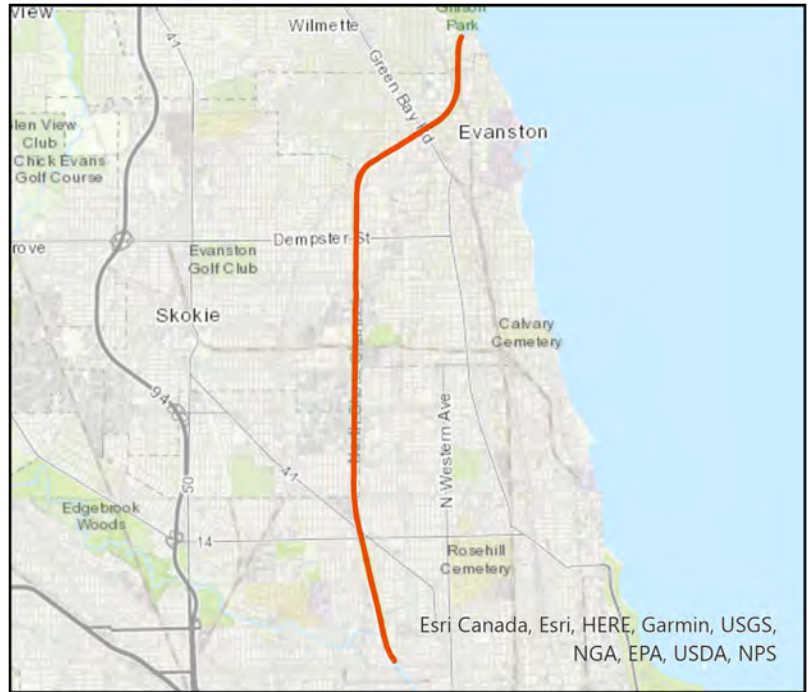 view
Wilmette
Gillson
Park
41
Green Bay Rd
len View
Club
Chick Evans
Golf Course
Evanston
rove
Dempster St
Evanston
Golf Club
Skokie
Calvary
Cemetery
94
N Western Ave
41
50
Edgebrook
Woods
14
Rosehill
Cemetery
Esri Canada, Esri, HERE, Garmin, USGS,
NGA, EPA, USDA, NPS